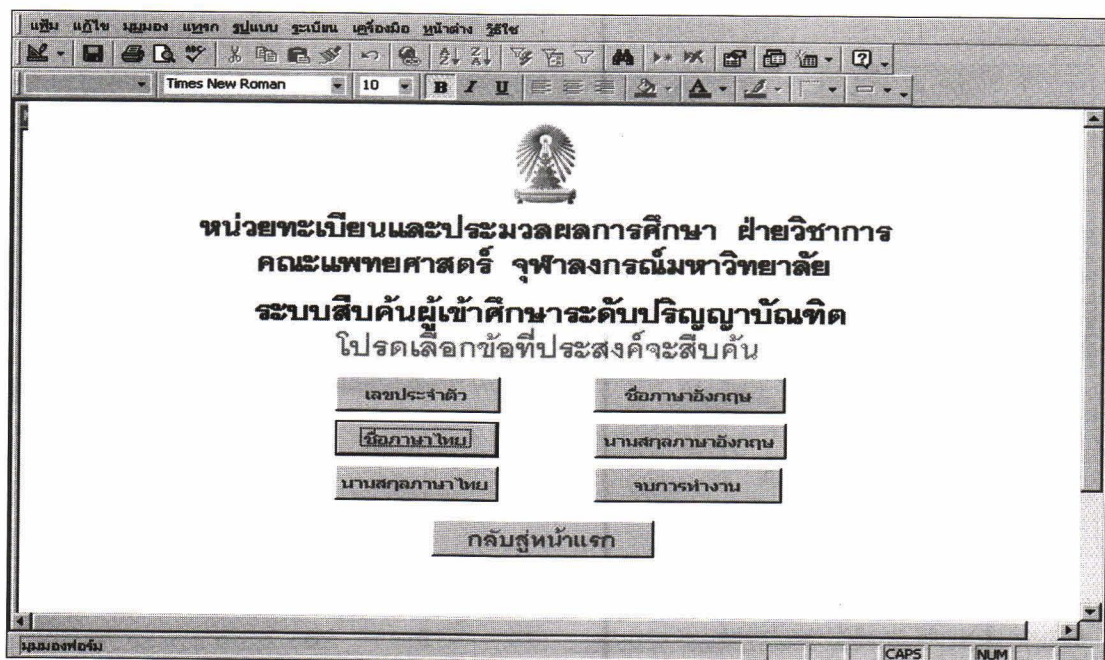 แฟ้ม แก้ไข มุมมอง แทรก รูปแบบ ระเบียน เครื่องมือ หน้าต่าง วิธีใช้
Times New Roman 10 B I U
หน่วยทะเบียนและประมวลผลการศึกษา ฝ่ายวิชาการ
คณะแพทยศาสตร์ จุฬาลงกรณ์มหาวิทยาลัย
ระบบสืบค้นผู้เข้าศึกษาระดับปริญญาบัณฑิต
โปรดเลือกข้อที่ประสงค์จะสืบค้น
เลขประจำตัว ชื่อภาษาอังกฤษ
ชื่อภาษาไทย นามสกุลภาษาอังกฤษ
นามสกุลภาษาไทย จบการทำงาน
กลับสู่หน้าแรก
มุมมองฟอร์ม CAPS NUM